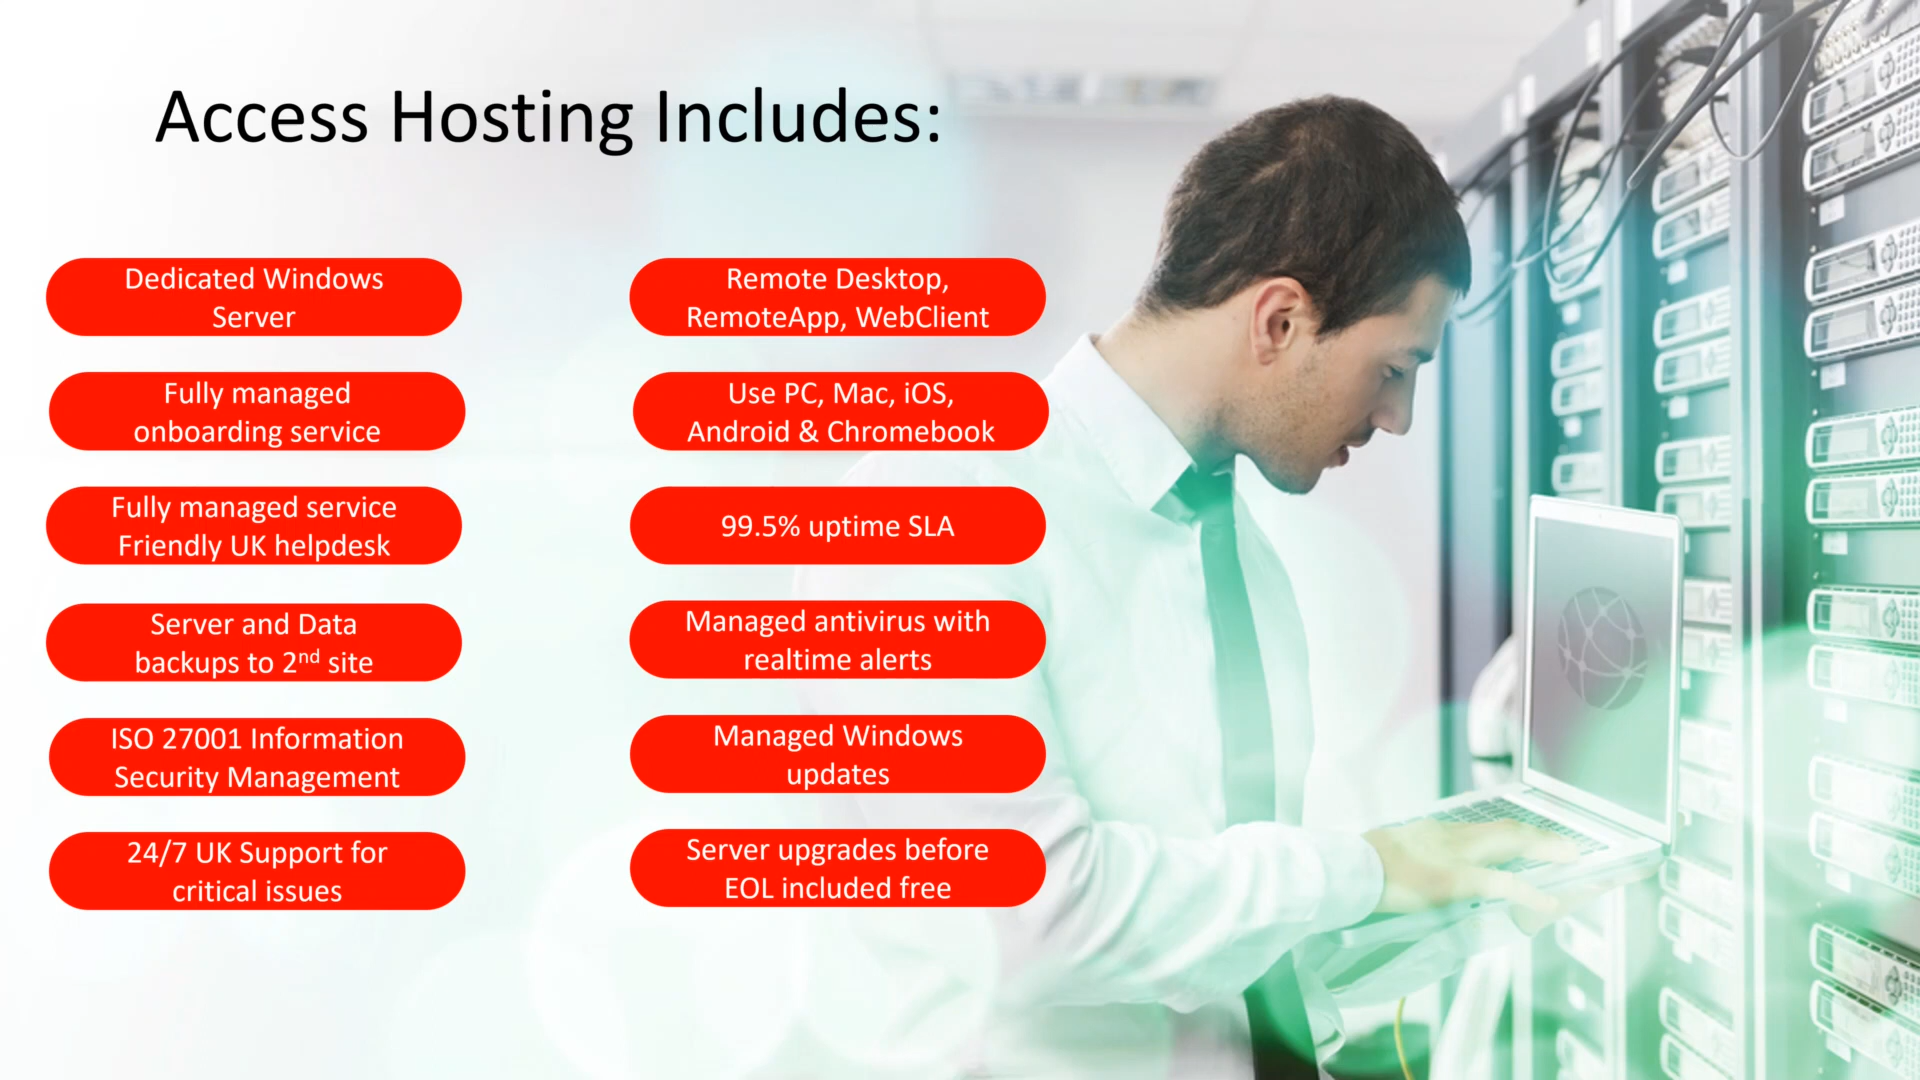 Access Hosting Includes:
Dedicated Windows
Server
Fully managed
onboarding service
Fully managed service
Friendly UK helpdesk
Server and Data
backups to 2nd site
ISO 27001 Information
Security Management
24/7 UK Support for
critical issues
Remote Desktop,
RemoteApp, WebClient
Use PC, Mac, iOS,
Android & Chromebook
99.5% uptime SLA
Managed antivirus with
realtime alerts
Managed Windows
updates
Server upgrades before
EOL included free